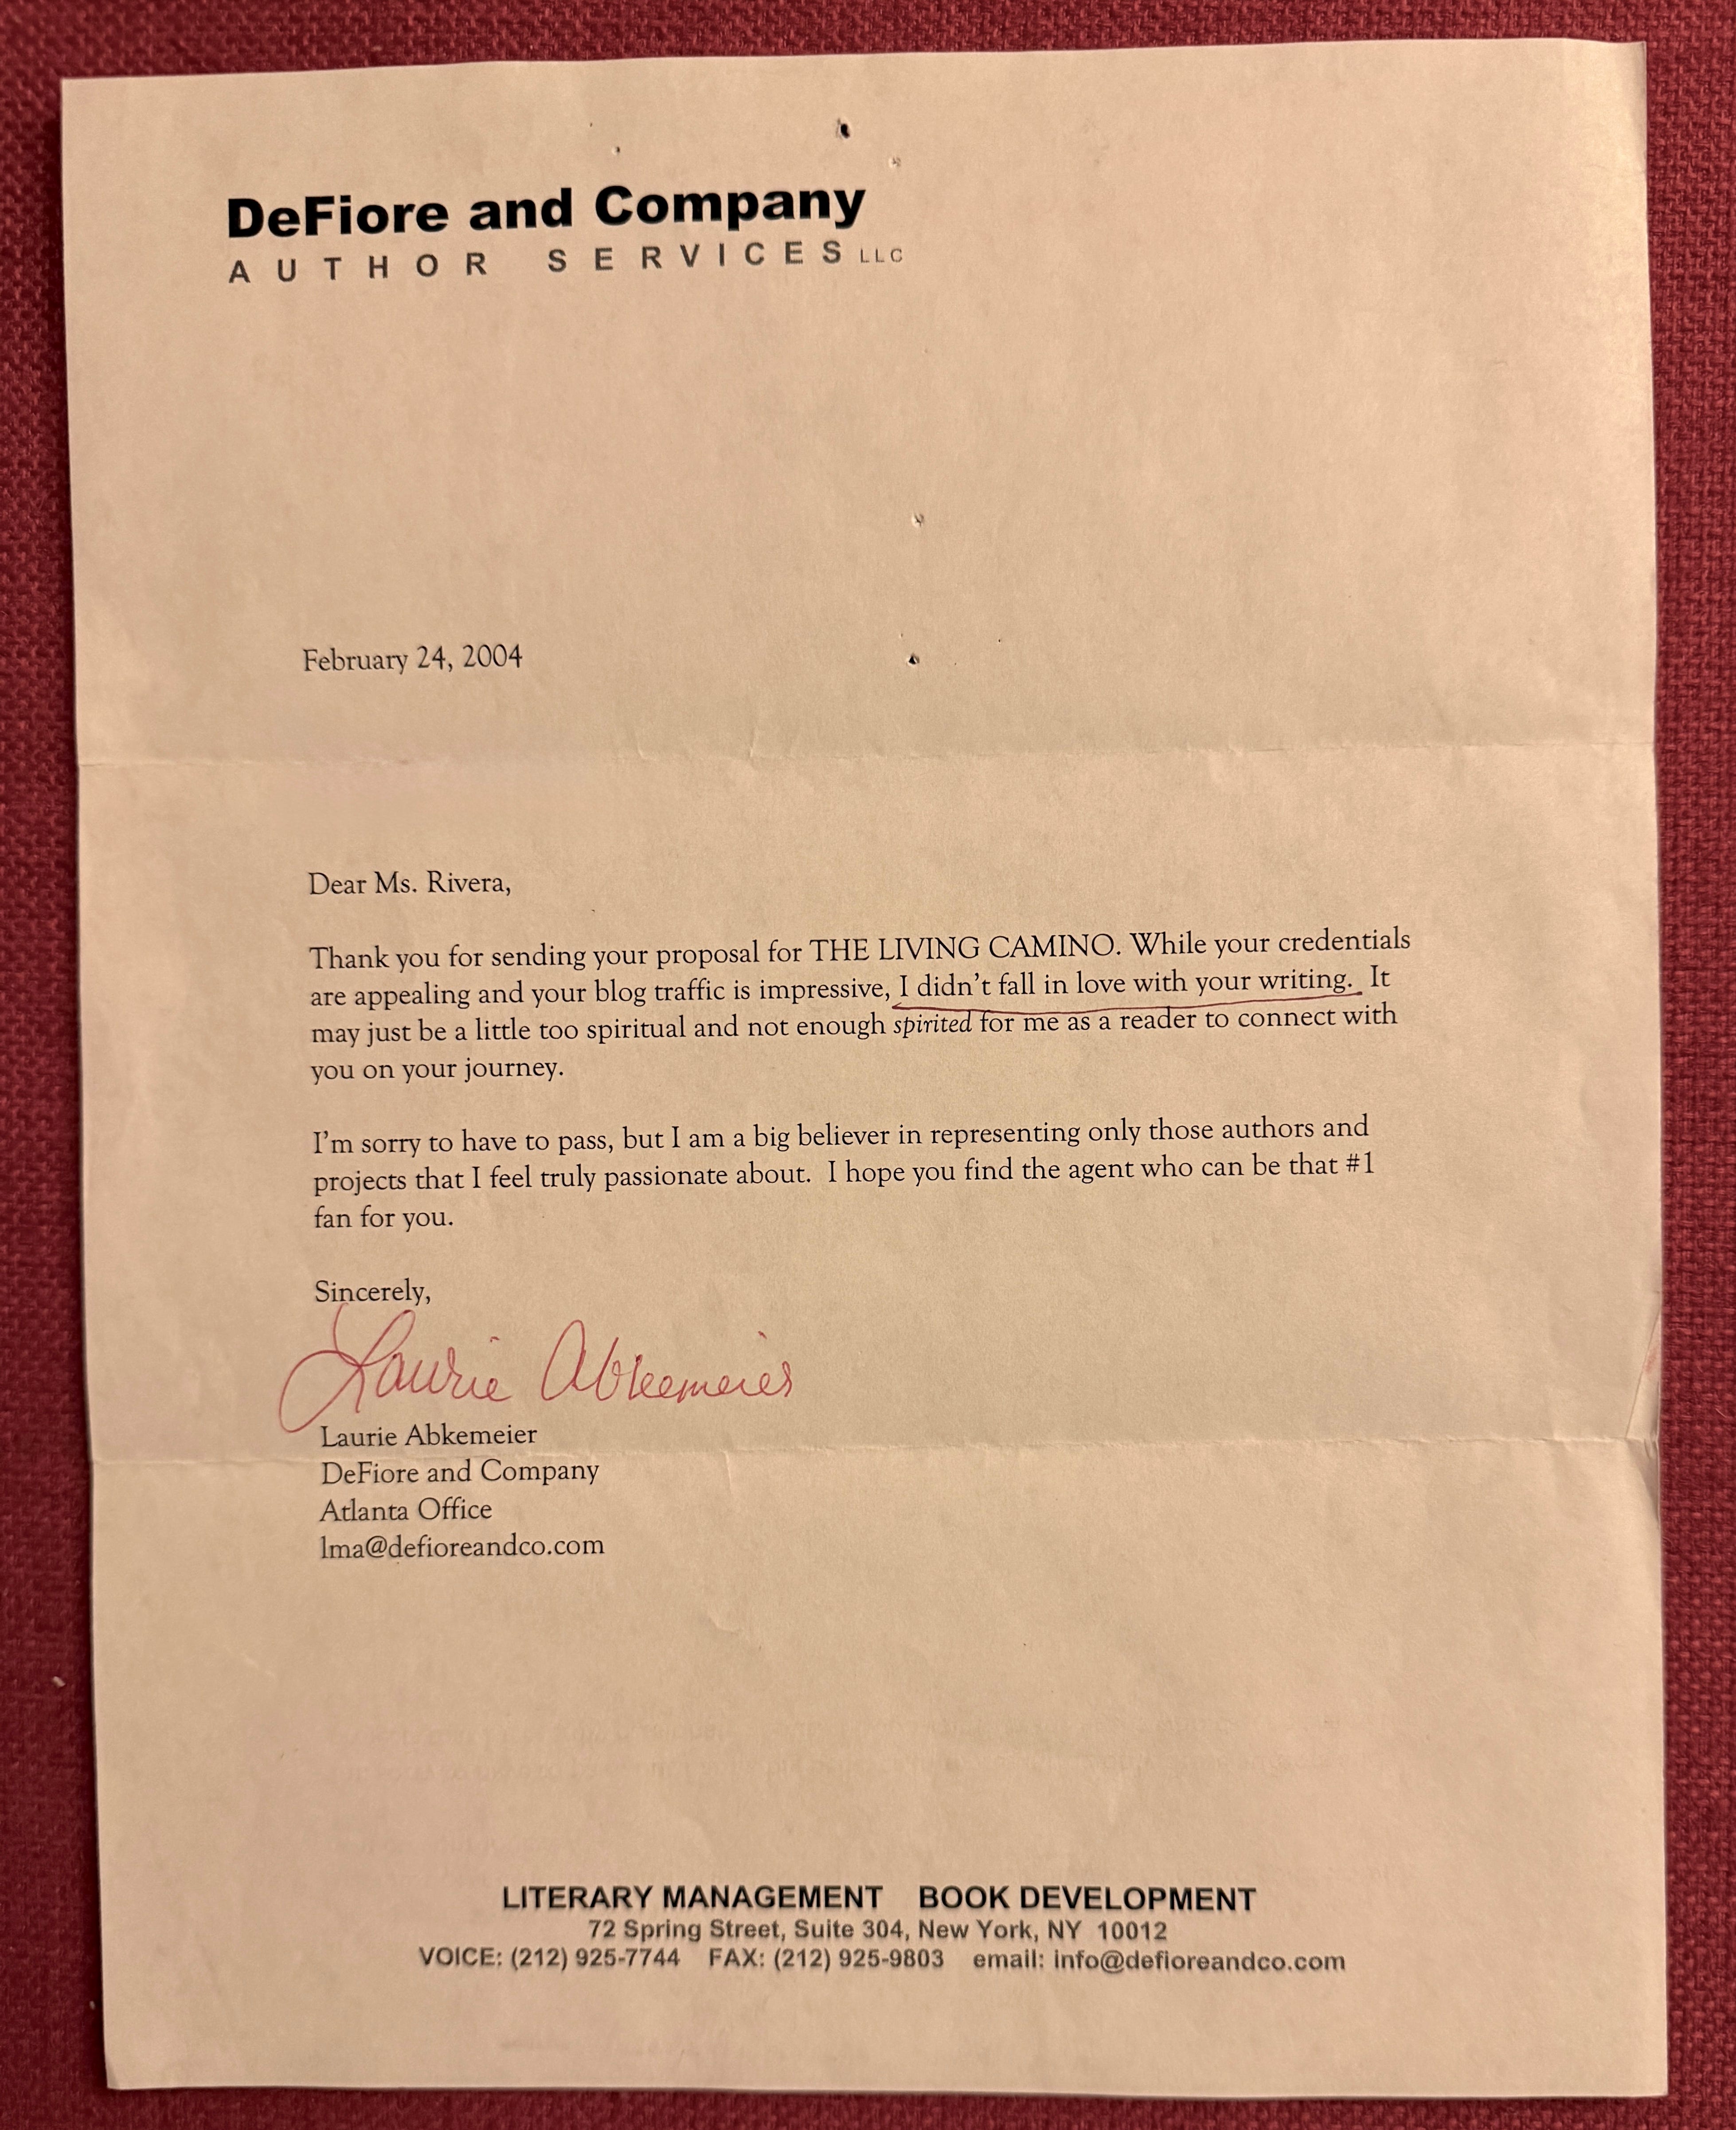 DeFiore and Company
AUTHOR SERVICES LLC
February 24, 2004
Dear Ms. Rivera,
Thank you for sending your proposal for THE LIVING CAMINO. While your credentials
are appealing and your blog traffic is impressive, I didn't fall in love with your writing. It
may just be a little too spiritual and not enough spirited for me as a reader to connect with
you on your journey.
I'm sorry to have to pass, but I am a big believer in representing only those authors and
projects that I feel truly passionate about. I hope you find the agent who can be that #1
fan for you.
Sincerely,
Laurie Abkemeier
Laurie Abkemeier
DeFiore and Company
Atlanta Office
lma@defioreandco.com
LITERARY MANAGEMENT BOOK DEVELOPMENT
72 Spring Street, Suite 304, New York, NY 10012
VOICE: (212) 925-7744 FAX: (212) 925-9803 email: info@defioreandco.com